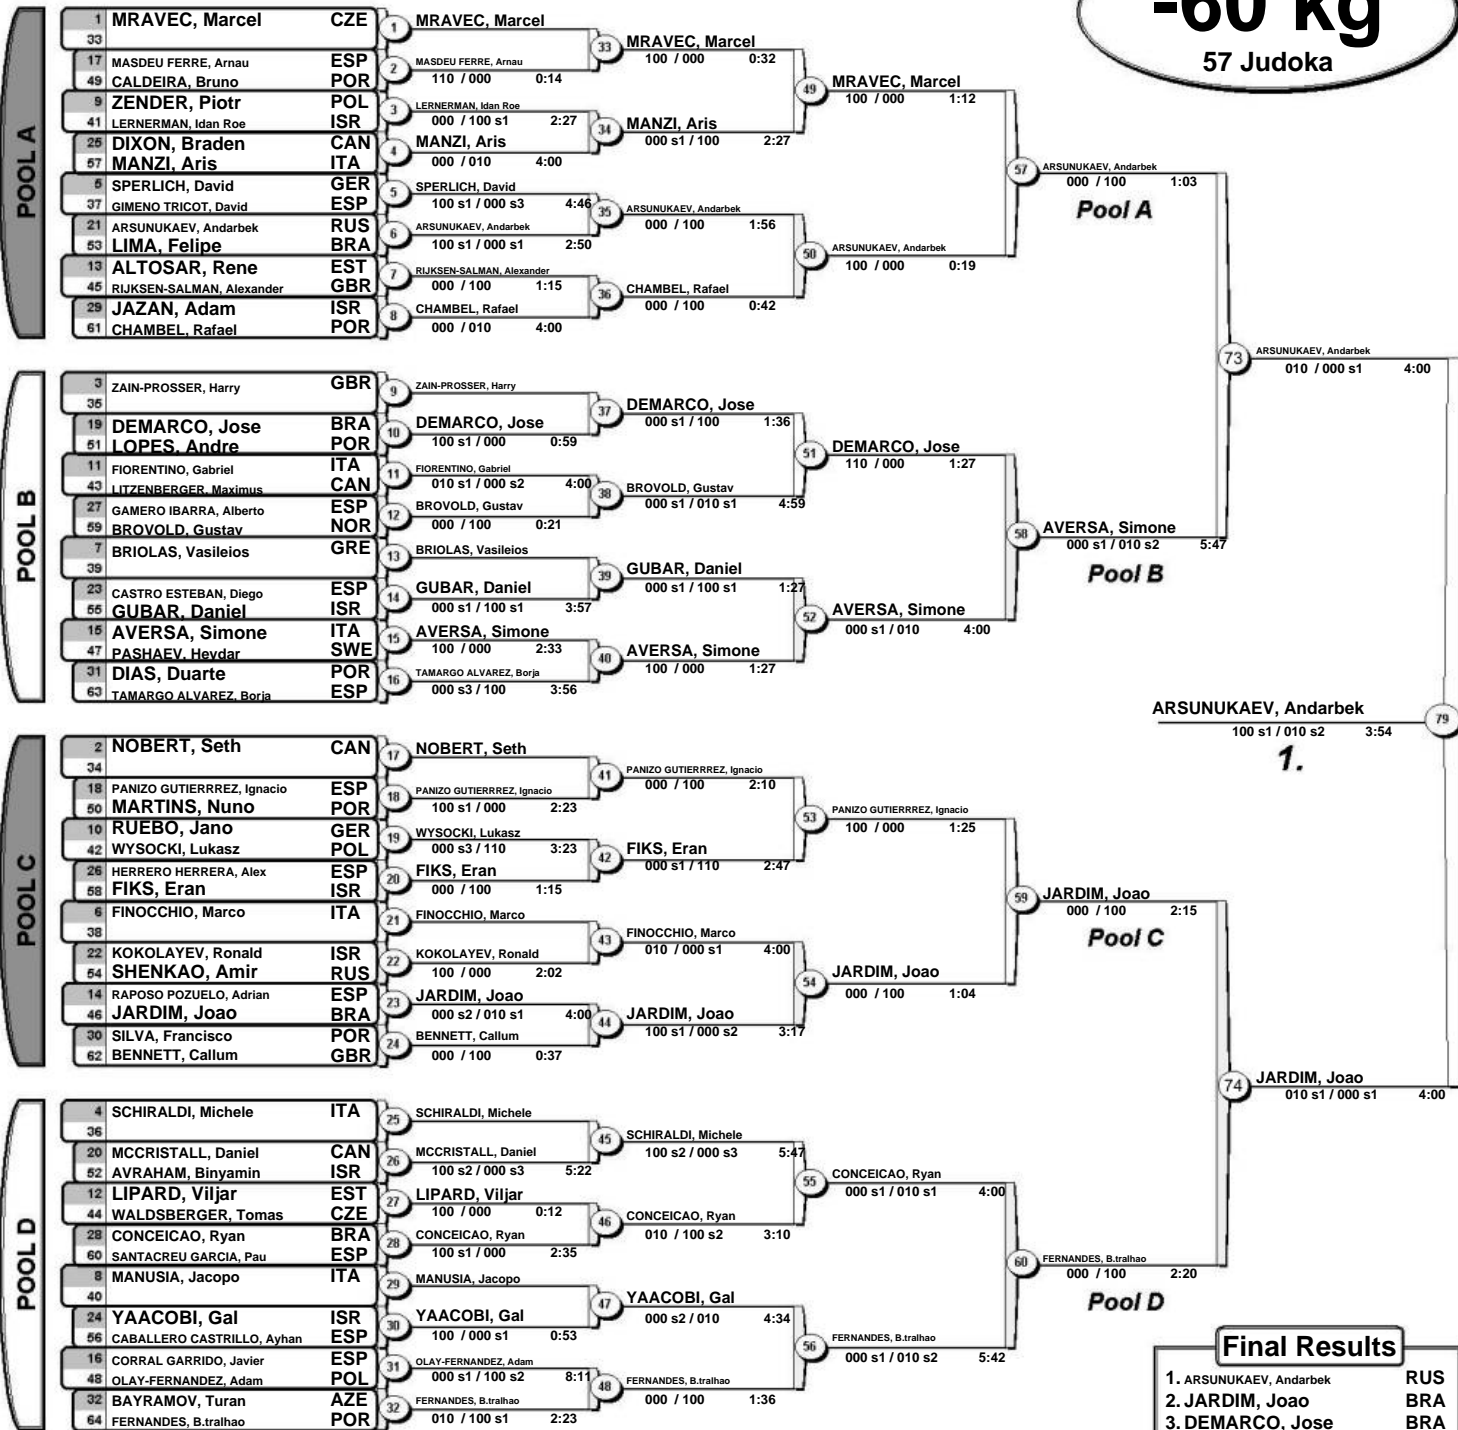 -60 kg
57 Judoka
POOL A
1 MRAVEC, Marcel CZE
33
17 MASDEU FERRE, Arnau ESP
49 CALDEIRA, Bruno POR
9 ZENDER, Piotr POL
41 LERNERMAN, Idan Roe ISR
25 DIXON, Braden CAN
57 MANZI, Aris ITA
5 SPERLICH, David GER
37 GIMENO TRICOT, David ESP
21 ARSUNUKAEV, Andarbek RUS
53 LIMA, Felipe BRA
13 ALTOSAR, Rene EST
45 RIJKSEN-SALMAN, Alexander GBR
29 JAZAN, Adam ISR
61 CHAMBEL, Rafael POR
1 MRAVEC, Marcel
2 MASDEU FERRE, Arnau
110 / 000 0:14
3 LERNERMAN, Idan Roe
000 / 100 s1 2:27
4 MANZI, Aris
000 / 010 4:00
5 SPERLICH, David
100 s1 / 000 s3 4:46
6 ARSUNUKAEV, Andarbek
100 s1 / 000 s1 2:50
7 RIJKSEN-SALMAN, Alexander
000 / 100 1:15
8 CHAMBEL, Rafael
000 / 010 4:00
33 MRAVEC, Marcel
100 / 000 0:32
34 MANZI, Aris
000 s1 / 100 2:27
35 ARSUNUKAEV, Andarbek
000 / 100 1:56
36 CHAMBEL, Rafael
000 / 100 0:42
49 MRAVEC, Marcel
100 / 000 1:12
50 ARSUNUKAEV, Andarbek
100 / 000 0:19
57 ARSUNUKAEV, Andarbek
000 / 100 1:03
Pool A
POOL B
3 ZAIN-PROSSER, Harry GBR
35
19 DEMARCO, Jose BRA
51 LOPES, Andre POR
11 FIORENTINO, Gabriel ITA
43 LITZENBERGER, Maximus CAN
27 GAMERO IBARRA, Alberto ESP
59 BROVOLD, Gustav NOR
7 BRIOLAS, Vasileios GRE
39
23 CASTRO ESTEBAN, Diego ESP
55 GUBAR, Daniel ISR
15 AVERSA, Simone ITA
47 PASHAEV, Heydar SWE
31 DIAS, Duarte POR
63 TAMARGO ALVAREZ, Borja ESP
9 ZAIN-PROSSER, Harry
10 DEMARCO, Jose
100 s1 / 000 0:59
11 FIORENTINO, Gabriel
010 s1 / 000 s2 4:00
12 BROVOLD, Gustav
000 / 100 0:21
13 BRIOLAS, Vasileios
14 GUBAR, Daniel
000 s1 / 100 s1 3:57
15 AVERSA, Simone
100 / 000 2:33
16 TAMARGO ALVAREZ, Borja
000 s3 / 100 3:56
37 DEMARCO, Jose
000 s1 / 100 1:36
38 BROVOLD, Gustav
000 s1 / 010 s1 4:59
39 GUBAR, Daniel
000 s1 / 100 s1 1:27
40 AVERSA, Simone
100 / 000 1:27
51 DEMARCO, Jose
110 / 000 1:27
52 AVERSA, Simone
000 s1 / 010 4:00
58 AVERSA, Simone
000 s1 / 010 s2 5:47
Pool B
73 ARSUNUKAEV, Andarbek
010 / 000 s1 4:00
ARSUNUKAEV, Andarbek 79
100 s1 / 010 s2 3:54
1.
POOL C
2 NOBERT, Seth CAN
34
18 PANIZO GUTIERRREZ, Ignacio ESP
50 MARTINS, Nuno POR
10 RUEBO, Jano GER
42 WYSOCKI, Lukasz POL
26 HERRERO HERRERA, Alex ESP
58 FIKS, Eran ISR
6 FINOCCHIO, Marco ITA
38
22 KOKOLAYEV, Ronald ISR
54 SHENKAO, Amir RUS
14 RAPOSO POZUELO, Adrian ESP
46 JARDIM, Joao BRA
30 SILVA, Francisco POR
62 BENNETT, Callum GBR
17 NOBERT, Seth
18 PANIZO GUTIERRREZ, Ignacio
100 s1 / 000 2:23
19 WYSOCKI, Lukasz
000 s3 / 110 3:23
20 FIKS, Eran
000 / 100 1:15
21 FINOCCHIO, Marco
22 KOKOLAYEV, Ronald
100 / 000 2:02
23 JARDIM, Joao
000 s2 / 010 s1 4:00
24 BENNETT, Callum
000 / 100 0:37
41 PANIZO GUTIERRREZ, Ignacio
000 / 100 2:10
42 FIKS, Eran
000 s1 / 110 2:47
43 FINOCCHIO, Marco
010 / 000 s1 4:00
44 JARDIM, Joao
100 s1 / 000 s2 3:17
53 PANIZO GUTIERRREZ, Ignacio
100 / 000 1:25
54 JARDIM, Joao
000 / 100 1:04
59 JARDIM, Joao
000 / 100 2:15
Pool C
POOL D
4 SCHIRALDI, Michele ITA
36
20 MCCRISTALL, Daniel CAN
52 AVRAHAM, Binyamin ISR
12 LIPARD, Viljar EST
44 WALDSBERGER, Tomas CZE
28 CONCEICAO, Ryan BRA
60 SANTACREU GARCIA, Pau ESP
8 MANUSIA, Jacopo ITA
40
24 YAACOBI, Gal ISR
56 CABALLERO CASTRILLO, Ayhan ESP
16 CORRAL GARRIDO, Javier ESP
48 OLAY-FERNANDEZ, Adam POL
32 BAYRAMOV, Turan AZE
64 FERNANDES, B.tralhao POR
25 SCHIRALDI, Michele
26 MCCRISTALL, Daniel
100 s2 / 000 s3 5:22
27 LIPARD, Viljar
100 / 000 0:12
28 CONCEICAO, Ryan
100 s1 / 000 2:35
29 MANUSIA, Jacopo
30 YAACOBI, Gal
100 / 000 s1 0:53
31 OLAY-FERNANDEZ, Adam
000 s1 / 100 s2 8:11
32 FERNANDES, B.tralhao
010 / 100 s1 2:23
45 SCHIRALDI, Michele
100 s2 / 000 s3 5:47
46 CONCEICAO, Ryan
010 / 100 s2 3:10
47 YAACOBI, Gal
000 s2 / 010 4:34
48 FERNANDES, B.tralhao
000 / 100 1:36
55 CONCEICAO, Ryan
000 s1 / 010 s1 4:00
56 FERNANDES, B.tralhao
000 s1 / 010 s2 5:42
60 FERNANDES, B.tralhao
000 / 100 2:20
Pool D
74 JARDIM, Joao
010 s1 / 000 s1 4:00
Final Results
1. ARSUNUKAEV, Andarbek RUS
2. JARDIM, Joao BRA
3. DEMARCO, Jose BRA